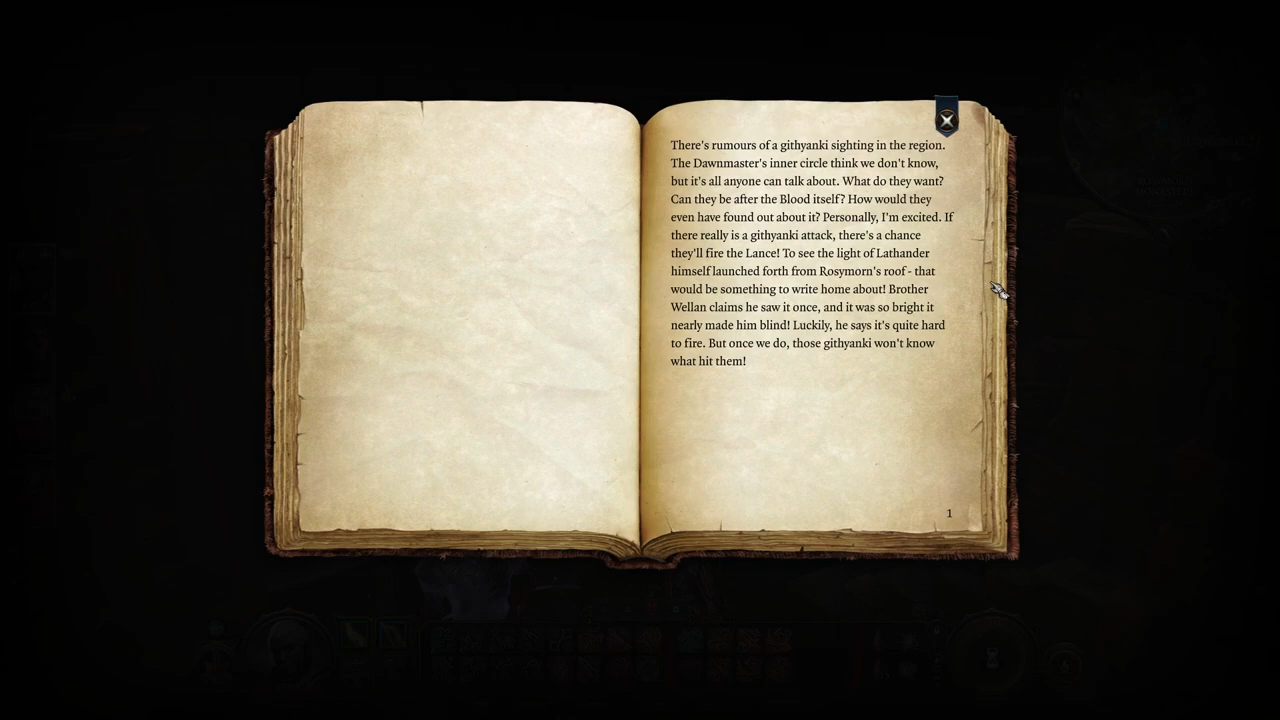 There's rumours of a githyanki sighting in the region.
The Dawnmaster's inner circle think we don't know,
but it's all anyone can talk about. What do they want?
Can they be after the Blood itself? How would they
even have found out about it? Personally, I'm excited. If
there really is a githyanki attack, there's a chance
they'll fire the Lance! To see the light of Lathander
himself launched forth from Rosymorn's roof - that
would be something to write home about! Brother
Wellan claims he saw it once, and it was so bright it
nearly made him blind! Luckily, he says it's quite hard
to fire. But once we do, those githyanki won't know
what hit them!
1